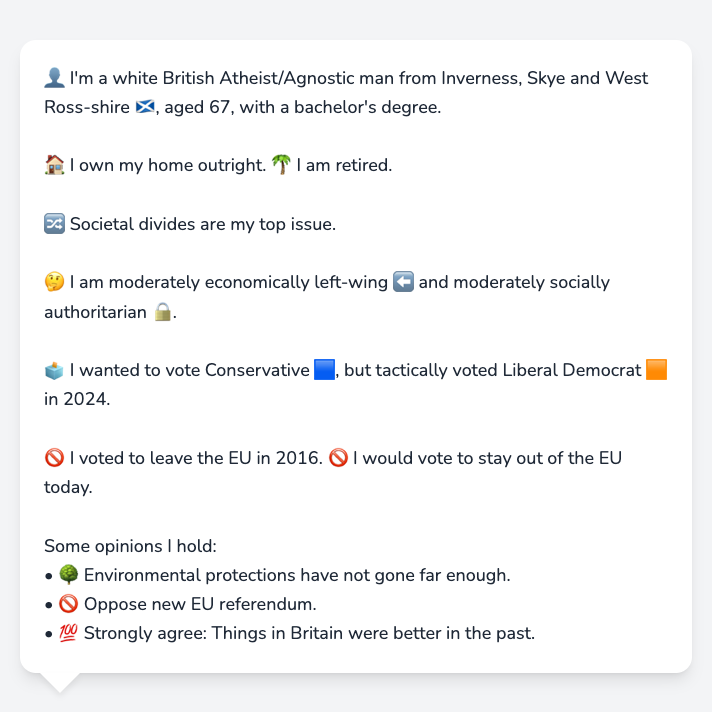 👤 I'm a white British Atheist/Agnostic man from Inverness, Skye and West
Ross-shire 🏴󠁧󠁢󠁳󠁣󠁴󠁿, aged 67, with a bachelor's degree.
🏠 I own my home outright. 🌴 I am retired.
🔀 Societal divides are my top issue.
🤔 I am moderately economically left-wing ⬅️ and moderately socially
authoritarian 🔒.
🗳️ I wanted to vote Conservative 🟦, but tactically voted Liberal Democrat 🟧
in 2024.
🚫 I voted to leave the EU in 2016. 🚫 I would vote to stay out of the EU
today.
Some opinions I hold:
• 🌳 Environmental protections have not gone far enough.
• 🚫 Oppose new EU referendum.
• 💯 Strongly agree: Things in Britain were better in the past.